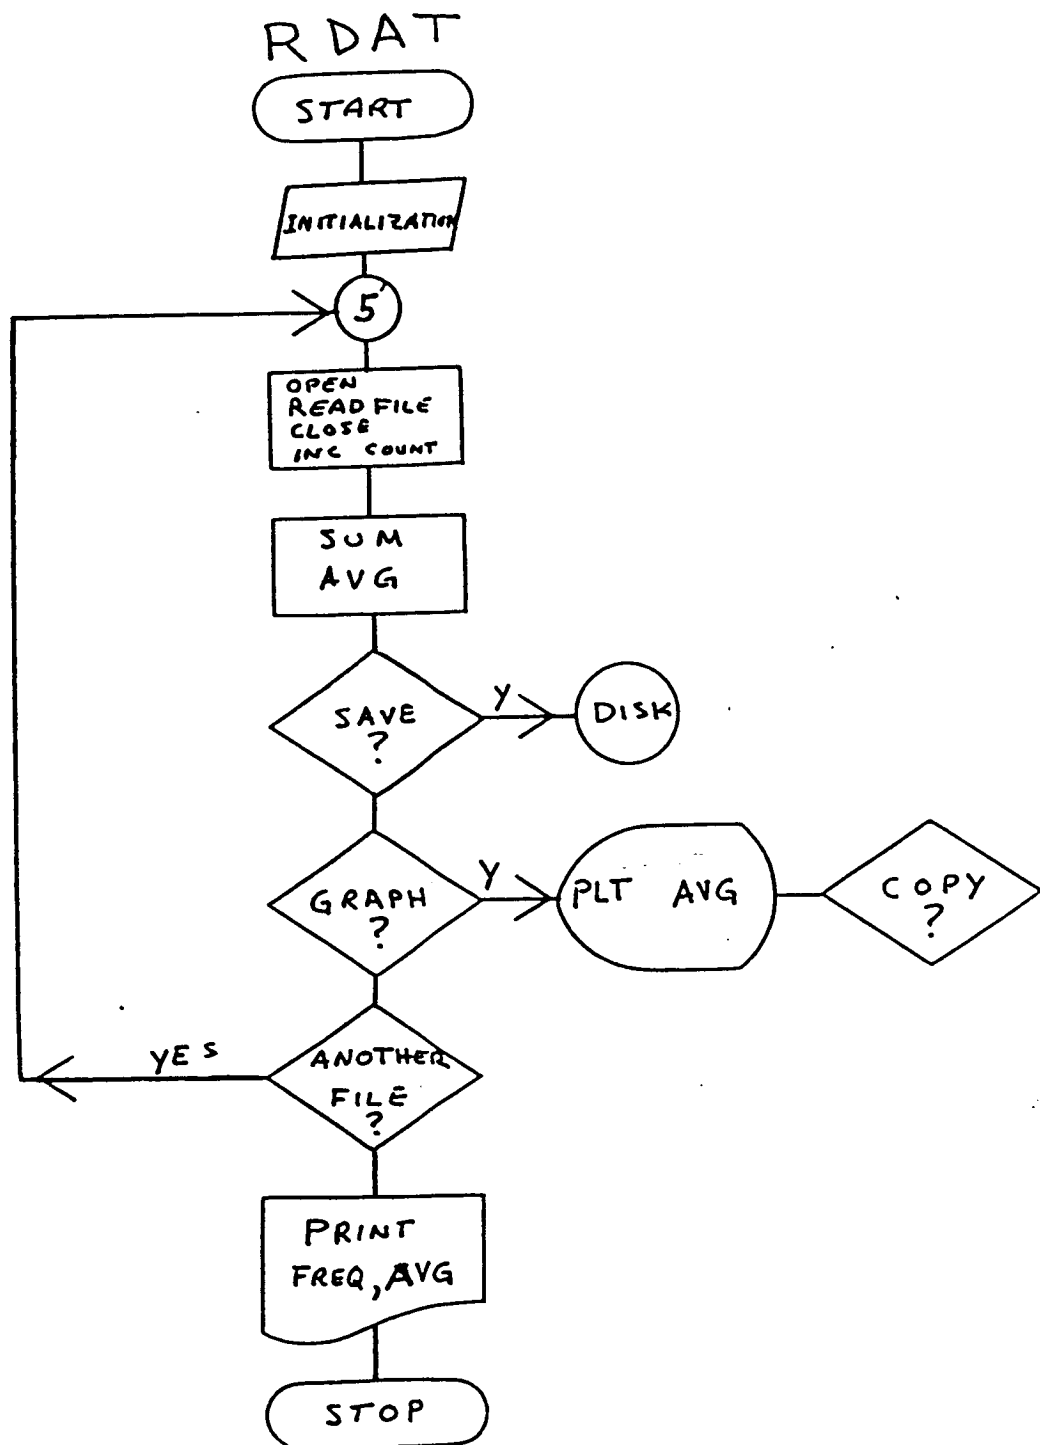 RDAT
START
INITIALIZATION
5
OPEN
READ FILE
CLOSE
INC COUNT
SUM
AVG
SAVE
?
Y
DISK
GRAPH
?
Y
PLT AVG
COPY
?
ANOTHER
FILE
?
YES
PRINT
FREQ, AVG
STOP